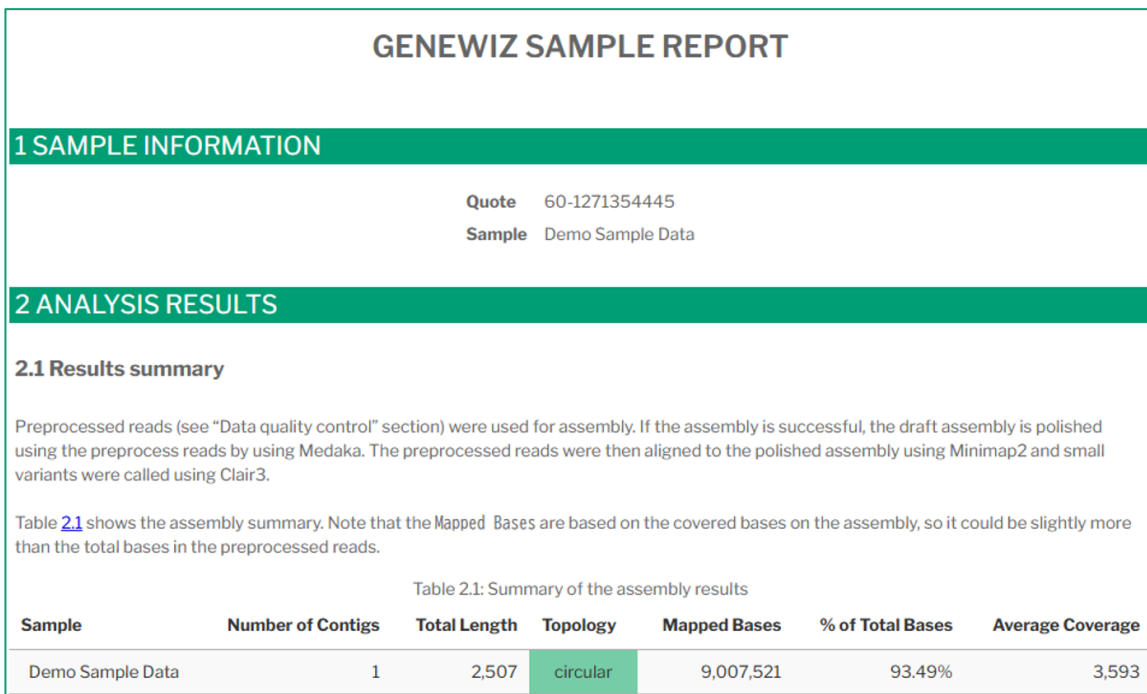 GENEWIZ SAMPLE REPORT
1 SAMPLE INFORMATION
Quote 60-1271354445
Sample Demo Sample Data
2 ANALYSIS RESULTS
2.1 Results summary
Preprocessed reads (see “Data quality control” section) were used for assembly. If the assembly is successful, the draft assembly is polished
using the preprocess reads by using Medaka. The preprocessed reads were then aligned to the polished assembly using Minimap2 and small
variants were called using Clair3.
Table 2.1 shows the assembly summary. Note that the Mapped Bases are based on the covered bases on the assembly, so it could be slightly more
than the total bases in the preprocessed reads.
Table 2.1: Summary of the assembly results
Sample Number of Contigs Total Length Topology Mapped Bases % of Total Bases Average Coverage
Demo Sample Data 1 2,507 circular 9,007,521 93.49% 3,593